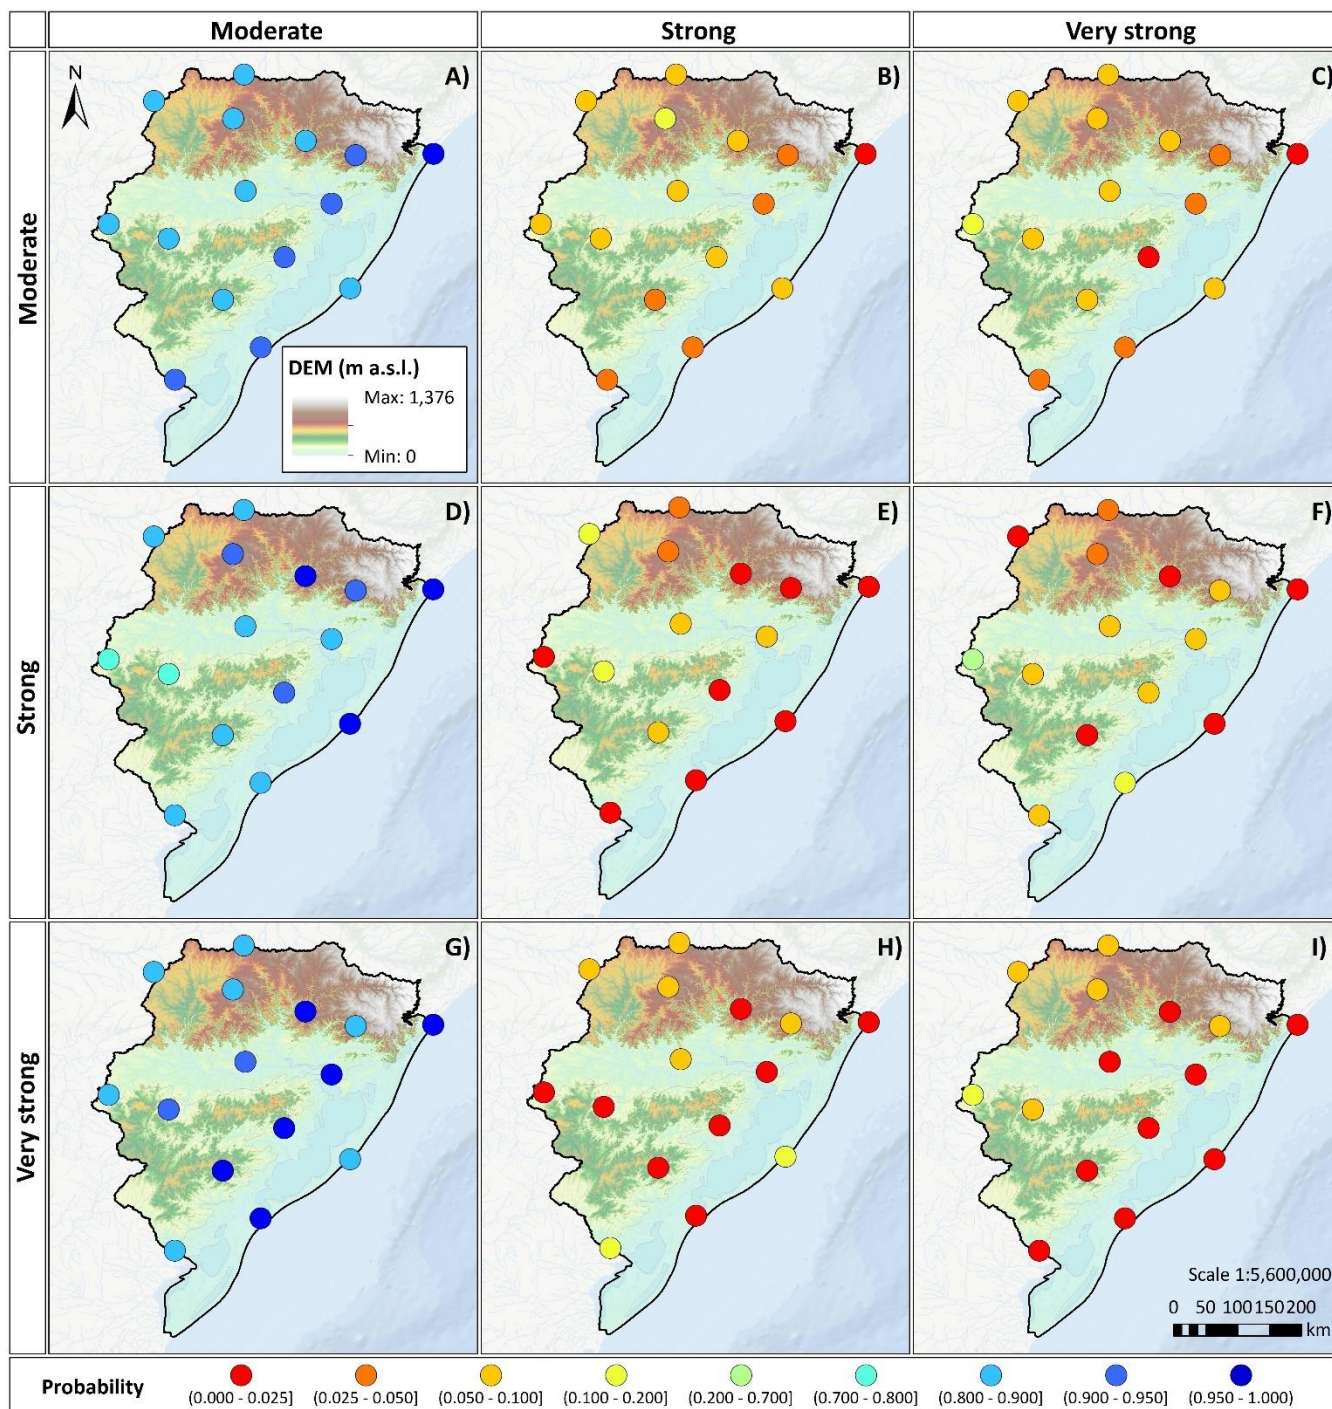 Moderate
Strong
Very strong
Moderate
N
A)
B)
C)
DEM (m a.s.l.)
Max: 1,376
Min: 0
Strong
D)
E)
F)
Very strong
G)
H)
I)
Scale 1:5,600,000
0 50 100 150 200
km
Probability
(0.000 - 0.025] (0.025 - 0.050] (0.050 - 0.100] (0.100 - 0.200] (0.200 - 0.700] (0.700 - 0.800] (0.800 - 0.900] (0.900 - 0.950] (0.950 - 1.000)